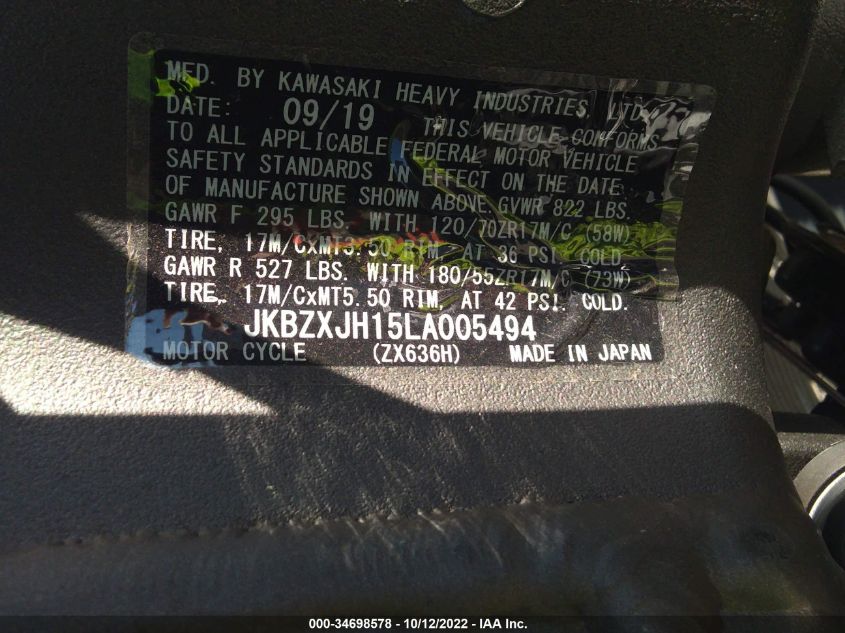 MFD. BY KAWASAKI HEAVY INDUSTRIES, LTD.
DATE: 09/19 THIS VEHICLE CONFORMS
TO ALL APPLICABLE FEDERAL MOTOR VEHICLE
SAFETY STANDARDS IN EFFECT ON THE DATE
OF MANUFACTURE SHOWN ABOVE.GVWR 822 LBS.
GAWR F 295 LBS. WITH 120/70ZR17M/C (58W)
TIRE, 17M/CxMT3.50 RIM, AT 36 PSI. COLD.
GAWR R 527 LBS. WITH 180/55ZR17M/C (73W)
TIRE, 17M/CxMT5.50 RIM, AT 42 PSI. COLD.
JKBZXJH15LA005494
MOTOR CYCLE (ZX636H) MADE IN JAPAN
000-34698578 - 10/12/2022 - IAA Inc.